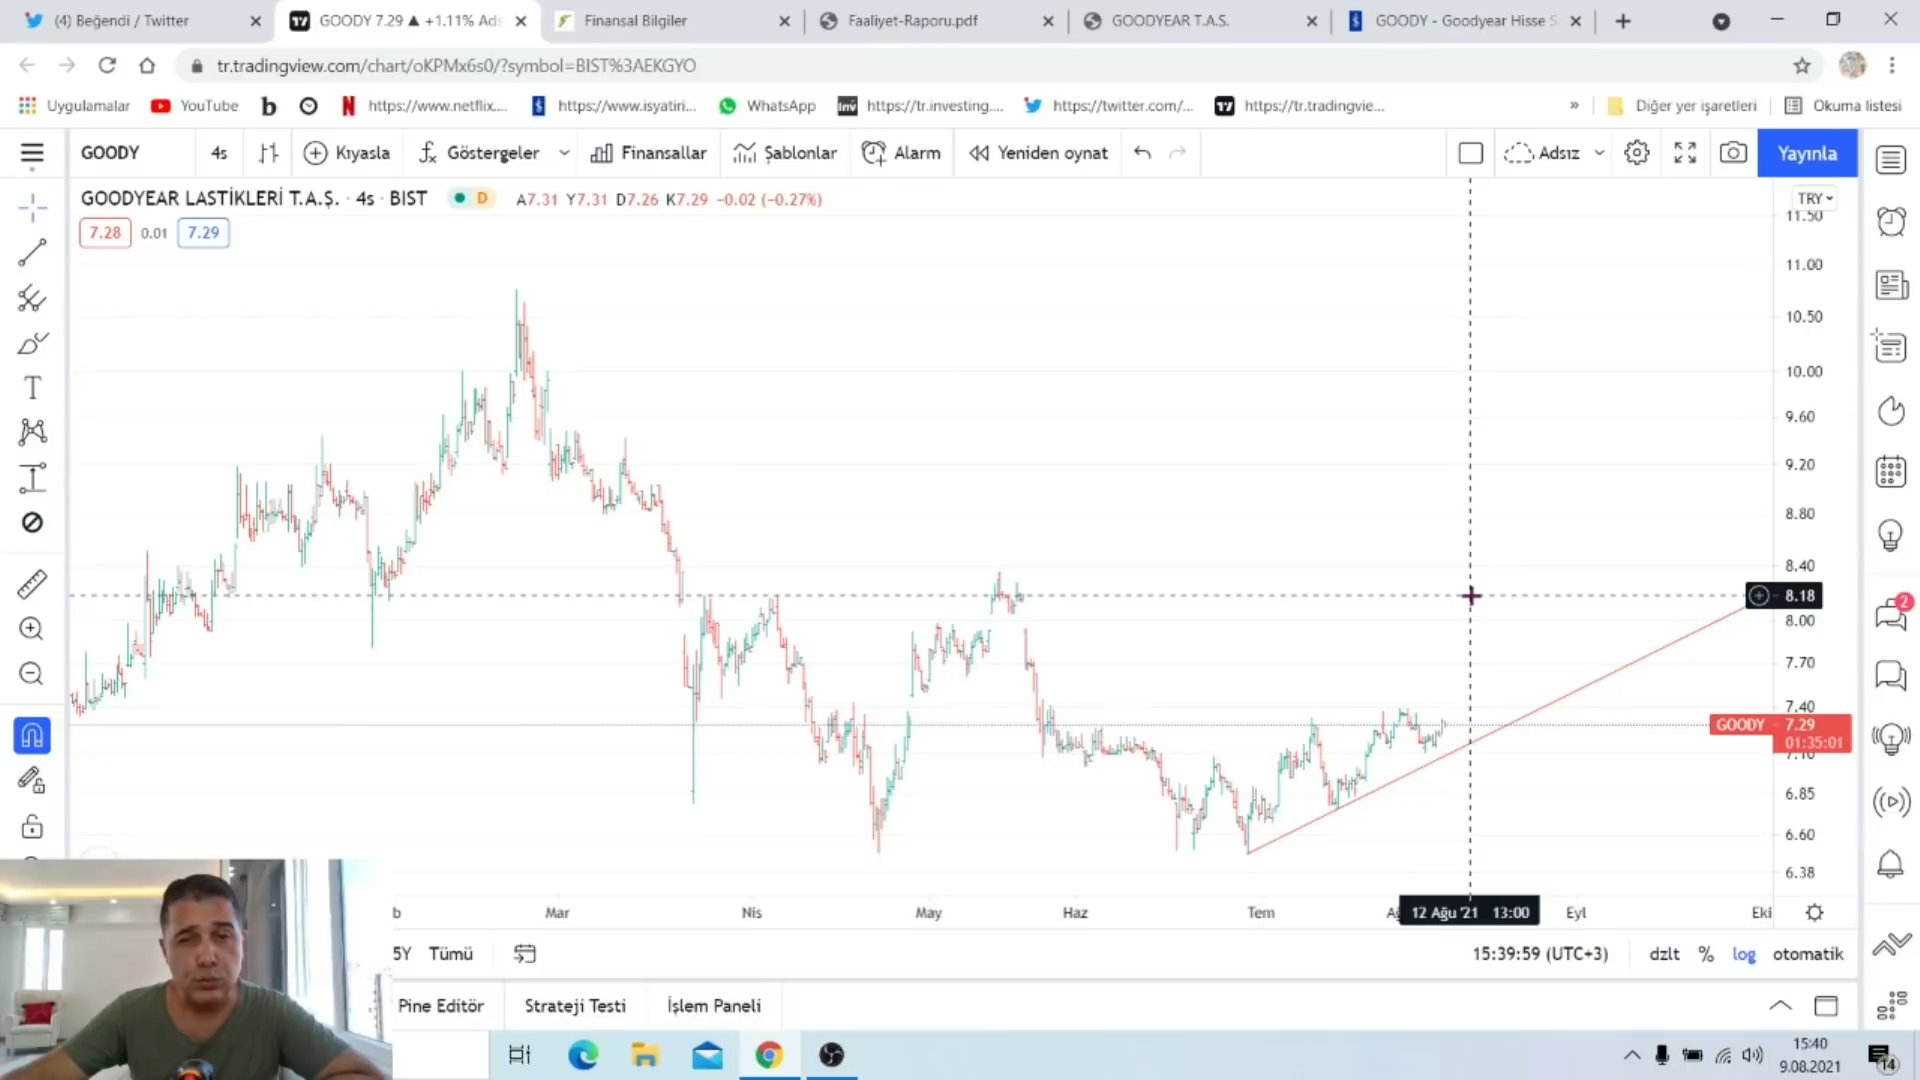 (4) Beğendi / Twitter
GOODY 7.29 ▲ +1.11% Ads
Finansal Bilgiler
Faaliyet-Raporu.pdf
GOODYEAR T.A.S.
GOODY - Goodyear Hisse S
tr.tradingview.com/chart/oKPMx6s0/?symbol=BIST%3AEKGYO
Uygulamalar
YouTube
https://www.netflix....
https://www.isyatiri...
WhatsApp
https://tr.investing....
https://twitter.com/...
https://tr.tradingvie...
»
Diğer yer işaretleri
Okuma listesi
GOODY
4s
Kıyasla
Göstergeler
Finansallar
Şablonlar
Alarm
Yeniden oynat
Adsız
Yayınla
GOODYEAR LASTİKLERİ T.A.Ş. · 4s · BIST
D
A7.31 Y7.31 D7.26 K7.29 −0.02 (−0.27%)
7.28 0.01 7.29
TRY
11.50
11.00
10.50
10.00
9.60
9.20
8.80
8.40
8.18
8.00
7.70
7.40
GOODY 7.29
01:35:01
7.10
6.85
6.60
6.38
2
b
Mar
Nis
May
Haz
Tem
12 Ağu '21 13:00
Eyl
Eki
5Y
Tümü
15:39:59 (UTC+3)
dzlt
%
log
otomatik
Pine Editör
Strateji Testi
İşlem Paneli
15:40
9.08.2021
14